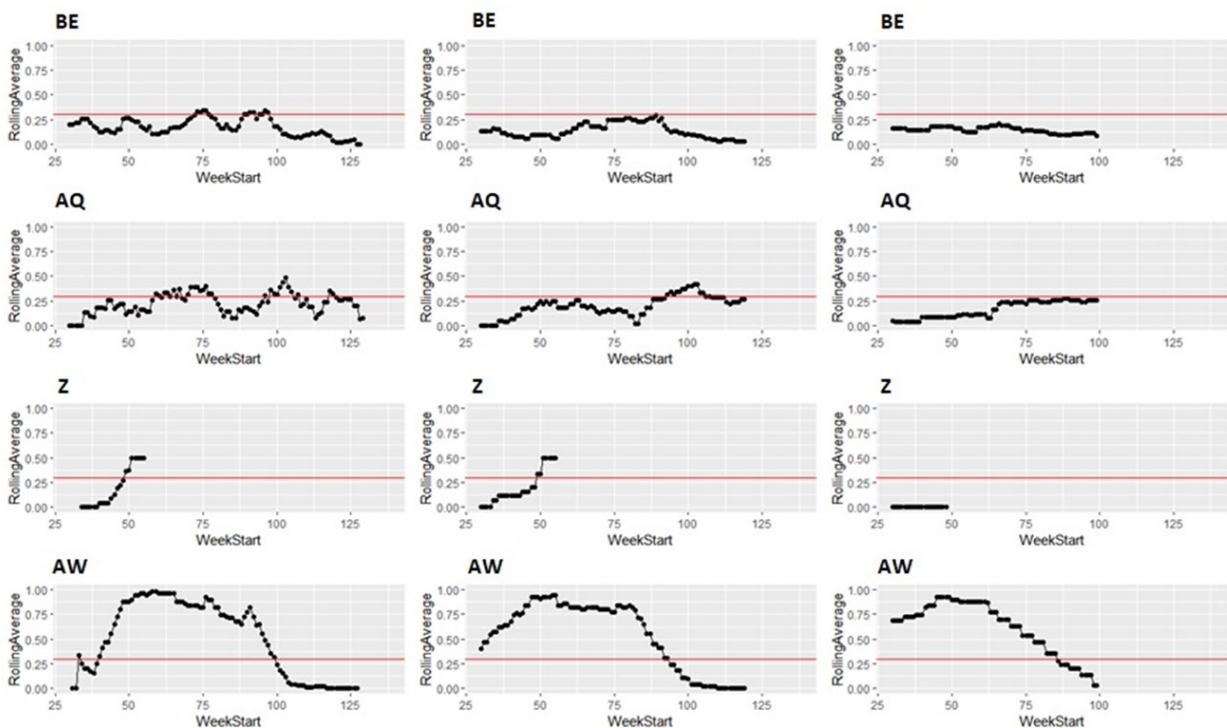 BE BE BE
1.00 1.00 1.00
0.75 0.75 0.75
0.50 0.50 0.50
0.25 0.25 0.25
0.00 0.00 0.00
RollingAverage RollingAverage RollingAverage
25 50 75 100 125 25 50 75 100 125 25 50 75 100 125
WeekStart WeekStart WeekStart
AQ AQ AQ
1.00 1.00 1.00
0.75 0.75 0.75
0.50 0.50 0.50
0.25 0.25 0.25
0.00 0.00 0.00
RollingAverage RollingAverage RollingAverage
25 50 75 100 125 25 50 75 100 125 25 50 75 100 125
WeekStart WeekStart WeekStart
Z Z Z
1.00 1.00 1.00
0.75 0.75 0.75
0.50 0.50 0.50
0.25 0.25 0.25
0.00 0.00 0.00
RollingAverage RollingAverage RollingAverage
25 50 75 100 125 25 50 75 100 125 25 50 75 100 125
WeekStart WeekStart WeekStart
AW AW AW
1.00 1.00 1.00
0.75 0.75 0.75
0.50 0.50 0.50
0.25 0.25 0.25
0.00 0.00 0.00
RollingAverage RollingAverage RollingAverage
25 50 75 100 125 25 50 75 100 125 25 50 75 100 125
WeekStart WeekStart WeekStart